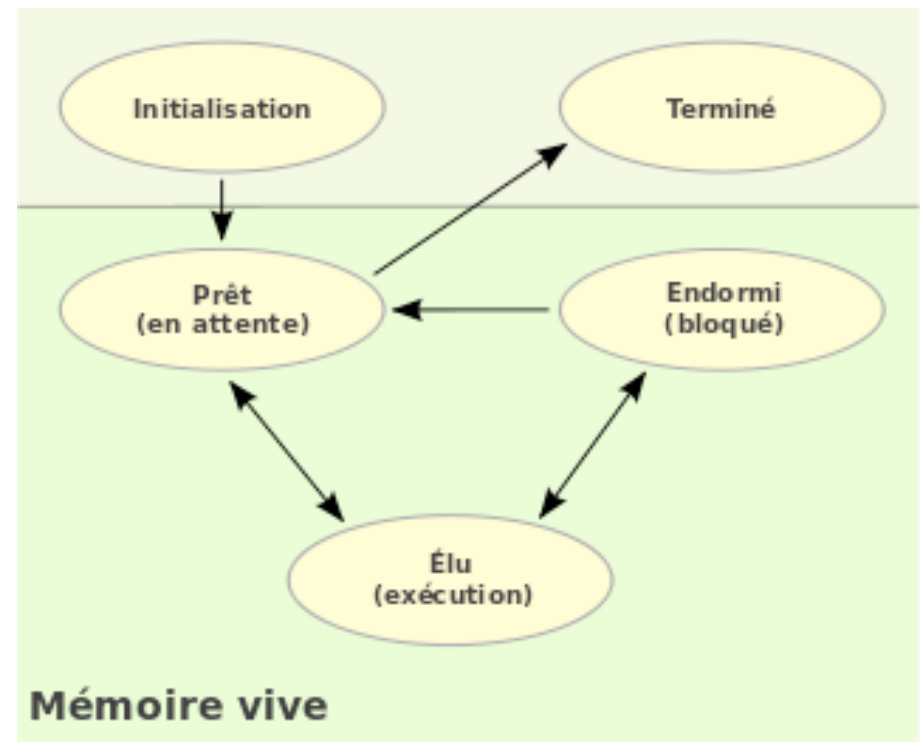 Initialisation
Terminé
Prêt
(en attente)
Endormi
(bloqué)
Élu
(exécution)
Mémoire vive